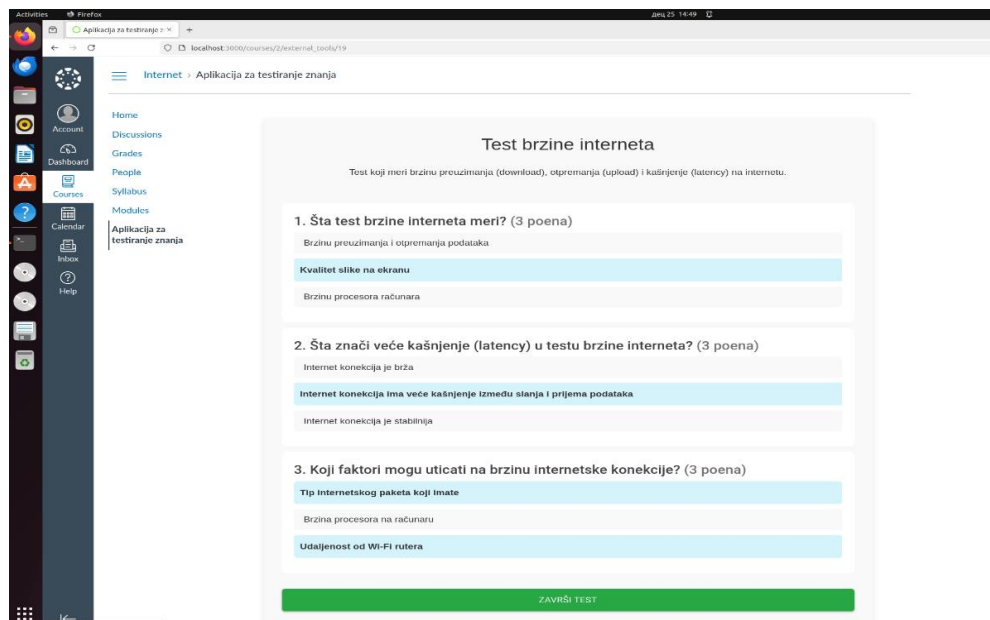 Activities Firefox дец 25 14:49
Aplikacija za testiranje z
localhost:3000/courses/2/external_tools/19
Internet › Aplikacija za testiranje znanja
Account
Dashboard
Courses
Calendar
Inbox
Help
Home
Discussions
Grades
People
Syllabus
Modules
Aplikacija za
testiranje znanja
Test brzine interneta
Test koji meri brzinu preuzimanja (download), otpremanja (upload) i kašnjenje (latency) na internetu.
1. Šta test brzine interneta meri? (3 poena)
Brzinu preuzimanja i otpremanja podataka
Kvalitet slike na ekranu
Brzinu procesora računara
2. Šta znači veće kašnjenje (latency) u testu brzine interneta? (3 poena)
Internet konekcija je brža
Internet konekcija ima veće kašnjenje između slanja i prijema podataka
Internet konekcija je stabilnija
3. Koji faktori mogu uticati na brzinu internetske konekcije? (3 poena)
Tip internetskog paketa koji imate
Brzina procesora na računaru
Udaljenost od Wi-Fi rutera
ZAVRŠI TEST